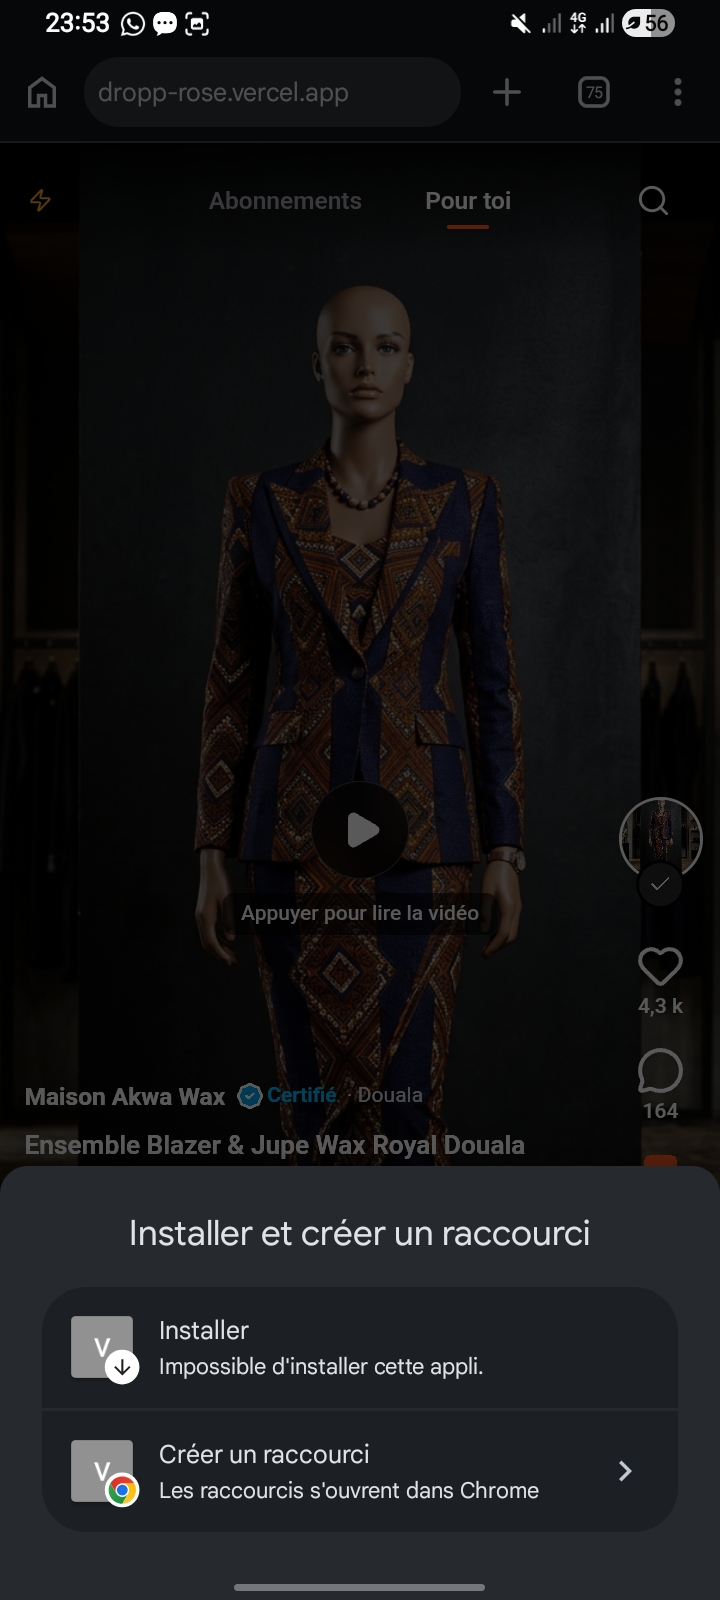 23:53 4G 56
dropp-rose.vercel.app 75
Abonnements Pour toi
Appuyer pour lire la vidéo
4,3 k
164
Maison Akwa Wax Certifié · Douala
Ensemble Blazer & Jupe Wax Royal Douala
Installer et créer un raccourci
V
Installer
Impossible d'installer cette appli.
V
Créer un raccourci
Les raccourcis s'ouvrent dans Chrome